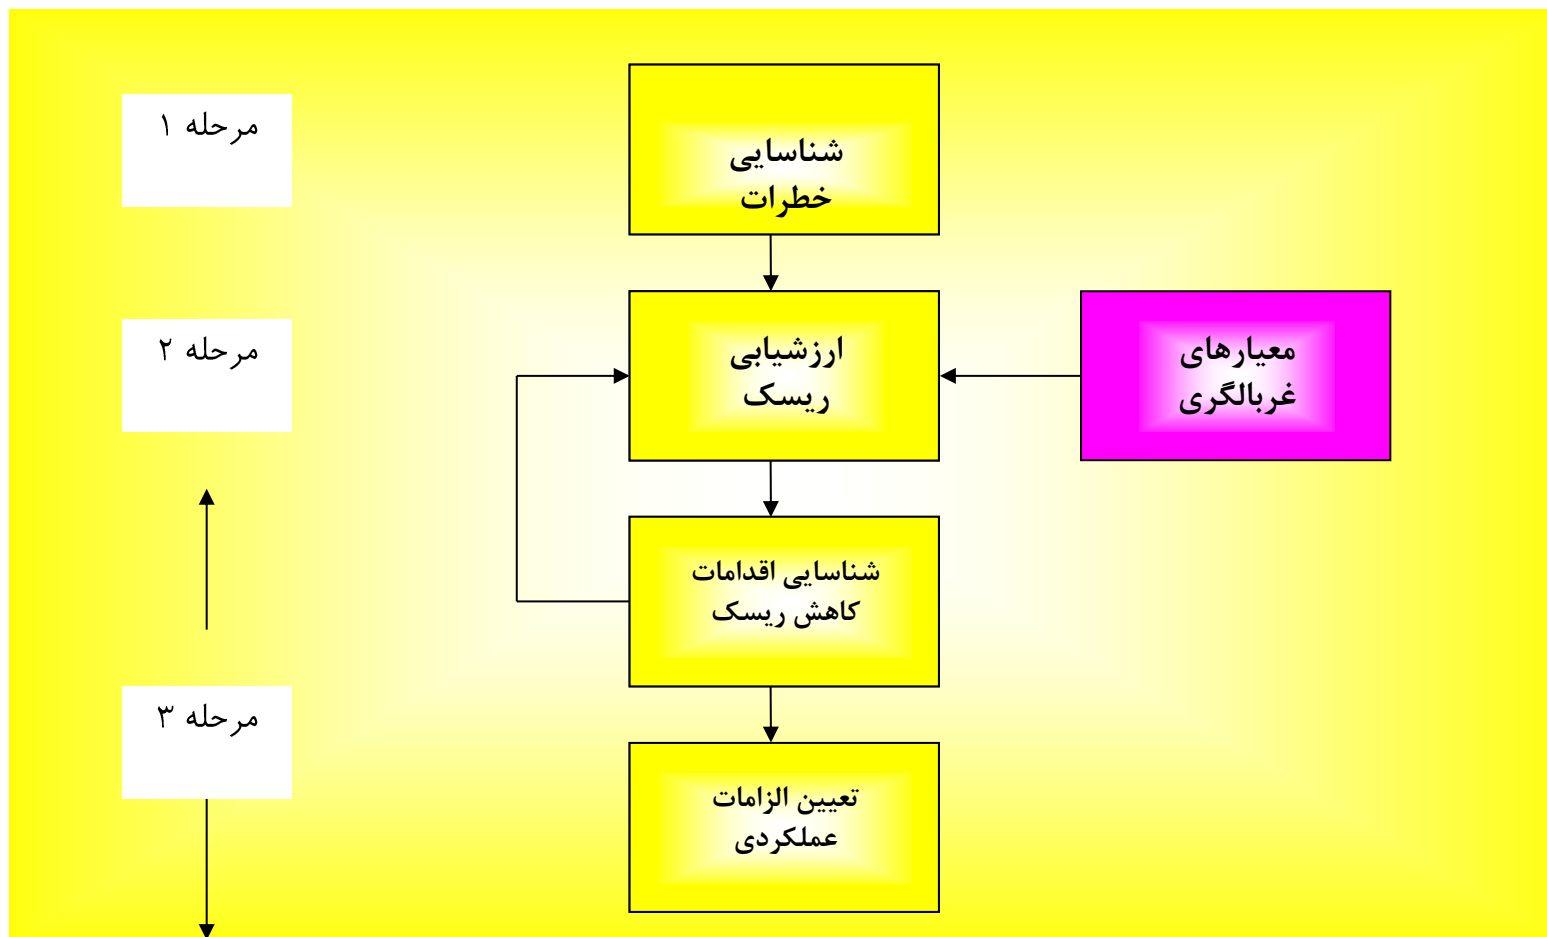 مرحله ۱
شناسایی
خطرات
مرحله ۲
ارزشیابی
ریسک
معیارهای
غربالگری
شناسایی اقدامات
کاهش ریسک
مرحله ۳
تعیین الزامات
عملکردی